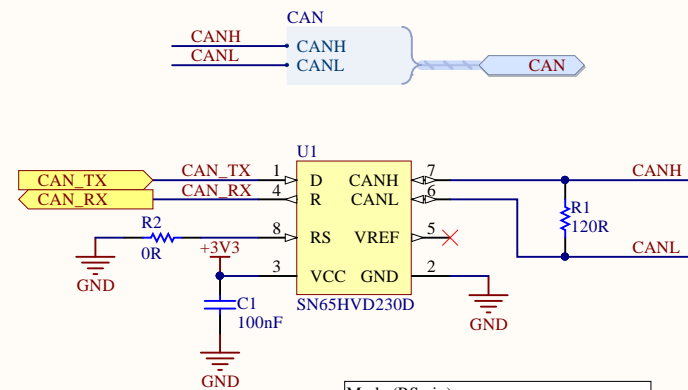 CAN
CANH
CANL
CANH
CANL
CAN
U1
CAN_TX
CAN_TX
1
D
CANH
7
CANH
CAN_RX
CAN_RX
4
R
CANL
6
R1
120R
R2
0R
8
RS
VREF
5
CANL
+3V3
3
VCC
GND
2
GND
SN65HVD230D
C1
100nF
GND
GND